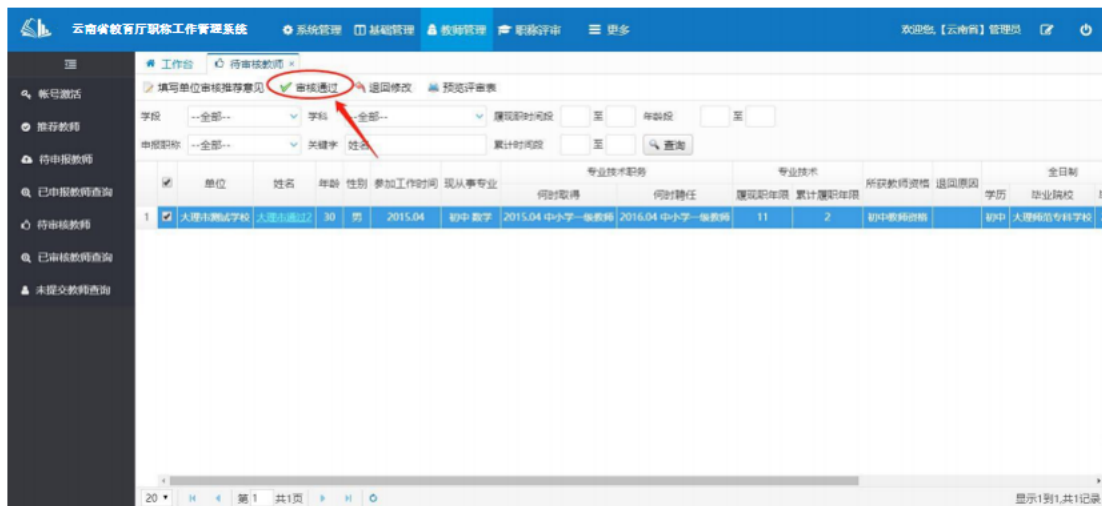 云南省教育厅职称工作管理系统 系统管理 基础管理 教师管理 职称评审 更多 欢迎您,【云南省】管理员
工作台 待审核教师 ×
帐号激活
推荐教师
待申报教师
已申报教师查询
待审核教师
已审核教师查询
未提交教师查询
填写单位审核推荐意见 审核通过 退回修改 预览评审表
学段 --全部-- 学科 --全部-- 履现职时间段 至 年龄段 至
申报职称 --全部-- 关键字 姓名 累计时间段 至 查询
专业技术职务 专业技术 全日制
单位 姓名 年龄 性别 参加工作时间 现从事专业 何时取得 何时聘任 履现职年限 累计履职年限 所获教师资格 退回原因 学历 毕业院校
1 大理市测试学校 大理市通过2 30 男 2015.04 初中 数学 2015.04 中小学一级教师 2016.04 中小学一级教师 11 2 初中教师资格 初中 大理师范专科学校
20 第 1 共1页 显示1到1,共1记录